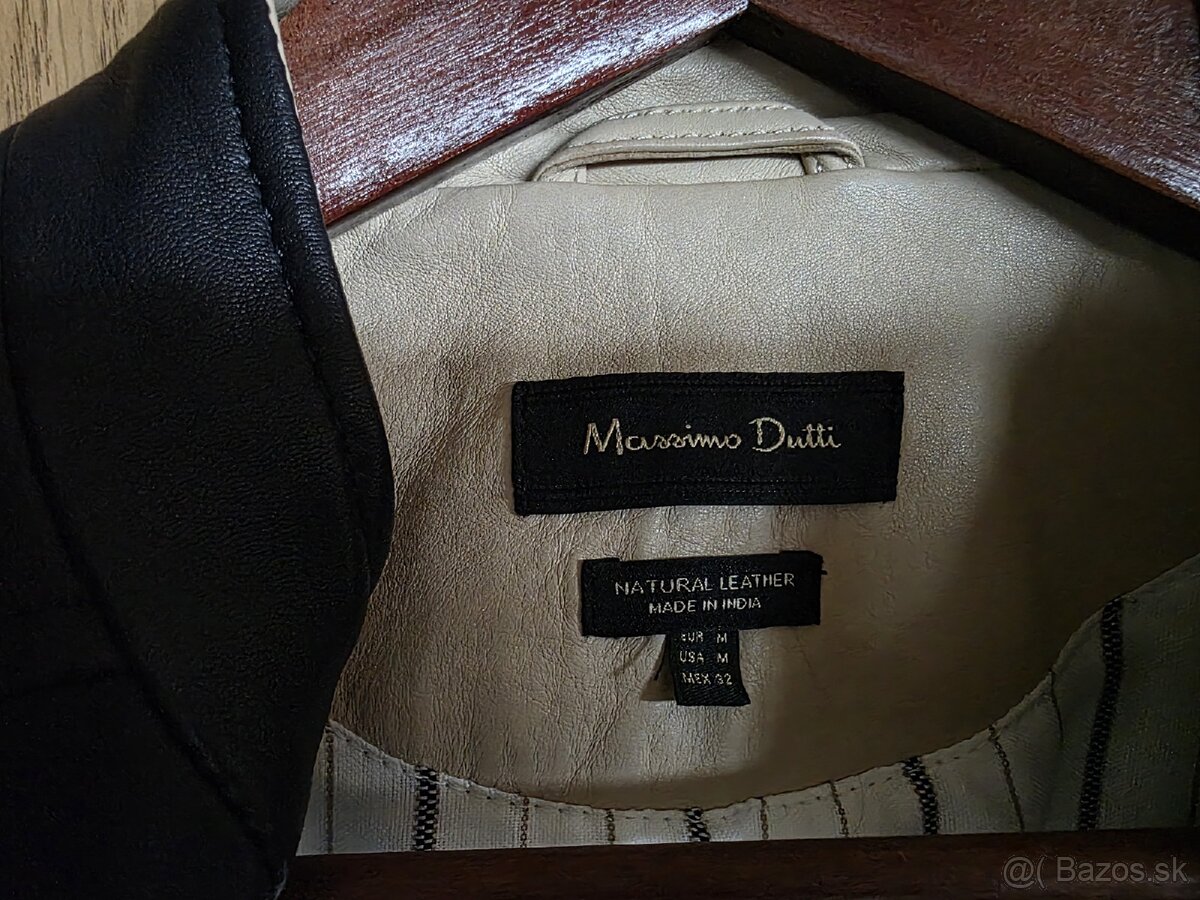 Massimo Dutti
NATURAL LEATHER
MADE IN INDIA
EUR M
USA M
MEX 32
@( Bazos.sk